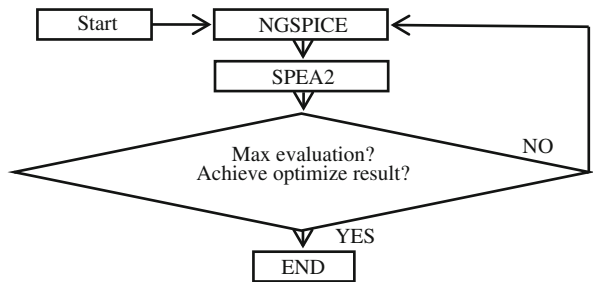 Start
NGSPICE
SPEA2
Max evaluation?
Achieve optimize result?
NO
YES
END